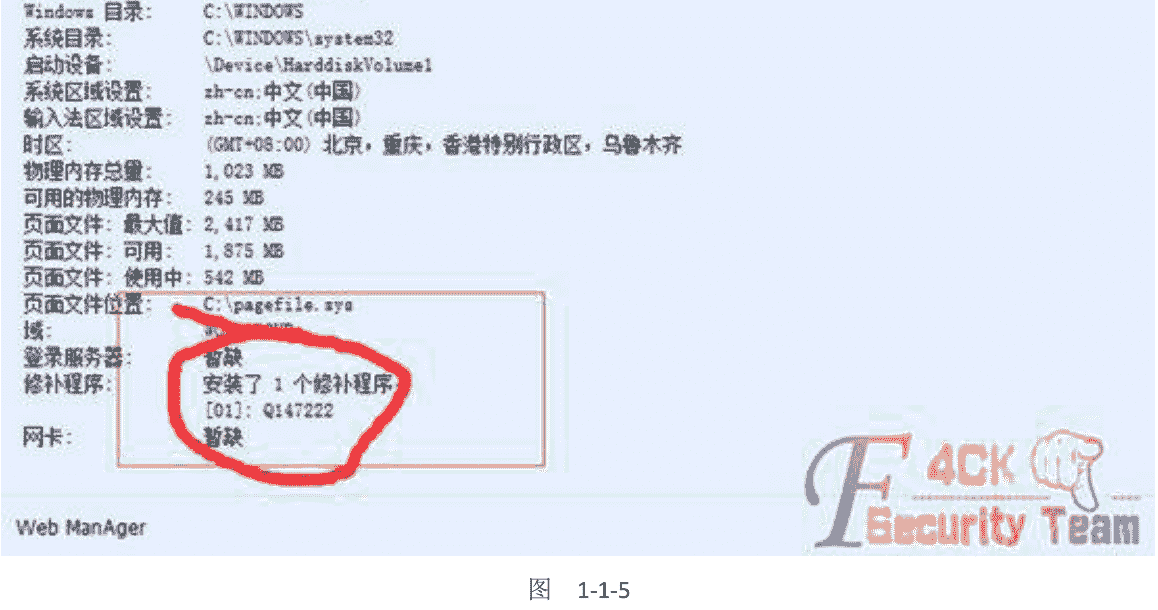 Windows 目录: C:\WINDOWS
系统目录: C:\WINDOWS\system32
启动设备: \Device\HarddiskVolume1
系统区域设置: zh-cn;中文(中国)
输入法区域设置: zh-cn;中文(中国)
时区: (GMT+08:00) 北京，重庆，香港特别行政区，乌鲁木齐
物理内存总量: 1,023 MB
可用的物理内存: 245 MB
页面文件: 最大值: 2,417 MB
页面文件: 可用: 1,875 MB
页面文件: 使用中: 542 MB
页面文件位置: C:\pagefile.sys
域:
登录服务器: 暂缺
修补程序: 安装了 1 个修补程序
[01]: Q147222
网卡: 暂缺
F4CK
Security Team
Web ManAger
图 1-1-5